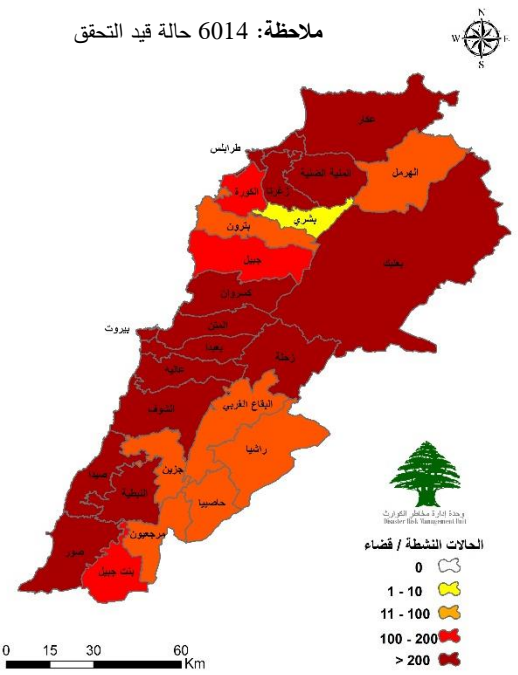 ملاحظة: 6014 حالة قيد التحقق
N
W E
S
عكار
طرابلس
المنية الضنية
الهرمل
زغرتا
الكورة
بشري
بترون
بعلبك
جبيل
كسروان
المتن
بيروت
بعبدا
زحلة
عاليه
البقاع الغربي
الشوف
راشيا
صيدا
جزين
النبطية
حاصبيا
مرجعيون
صور
بنت جبيل
وحدة إدارة مخاطر الكوارث
Disaster Risk Management Unit
الحالات النشطة / قضاء
0
1 - 10
11 - 100
100 - 200
> 200
0 15 30 60
Km